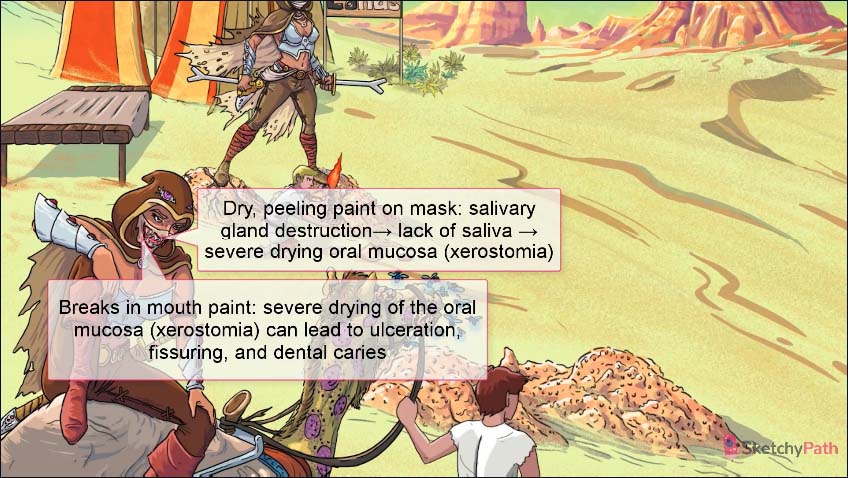 Dry, peeling paint on mask: salivary
gland destruction→ lack of saliva →
severe drying oral mucosa (xerostomia)
Breaks in mouth paint: severe drying of the oral
mucosa (xerostomia) can lead to ulceration,
fissuring, and dental caries
SketchyPath